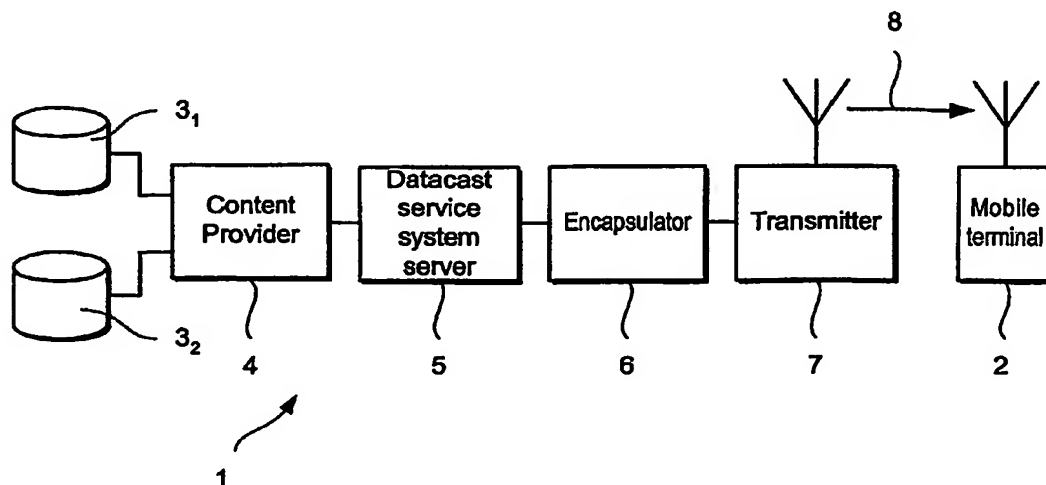 8
3₁
Content
Provider
Datacast
service
system
server
Encapsulator
Transmitter
Mobile
terminal
3₂
4
5
6
7
2
1